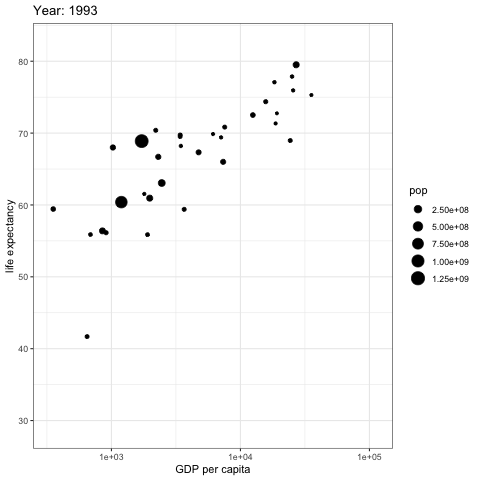 Year: 1993
80
70
60
50
40
30
life expectancy
1e+03
1e+04
1e+05
GDP per capita
pop
2.50e+08
5.00e+08
7.50e+08
1.00e+09
1.25e+09